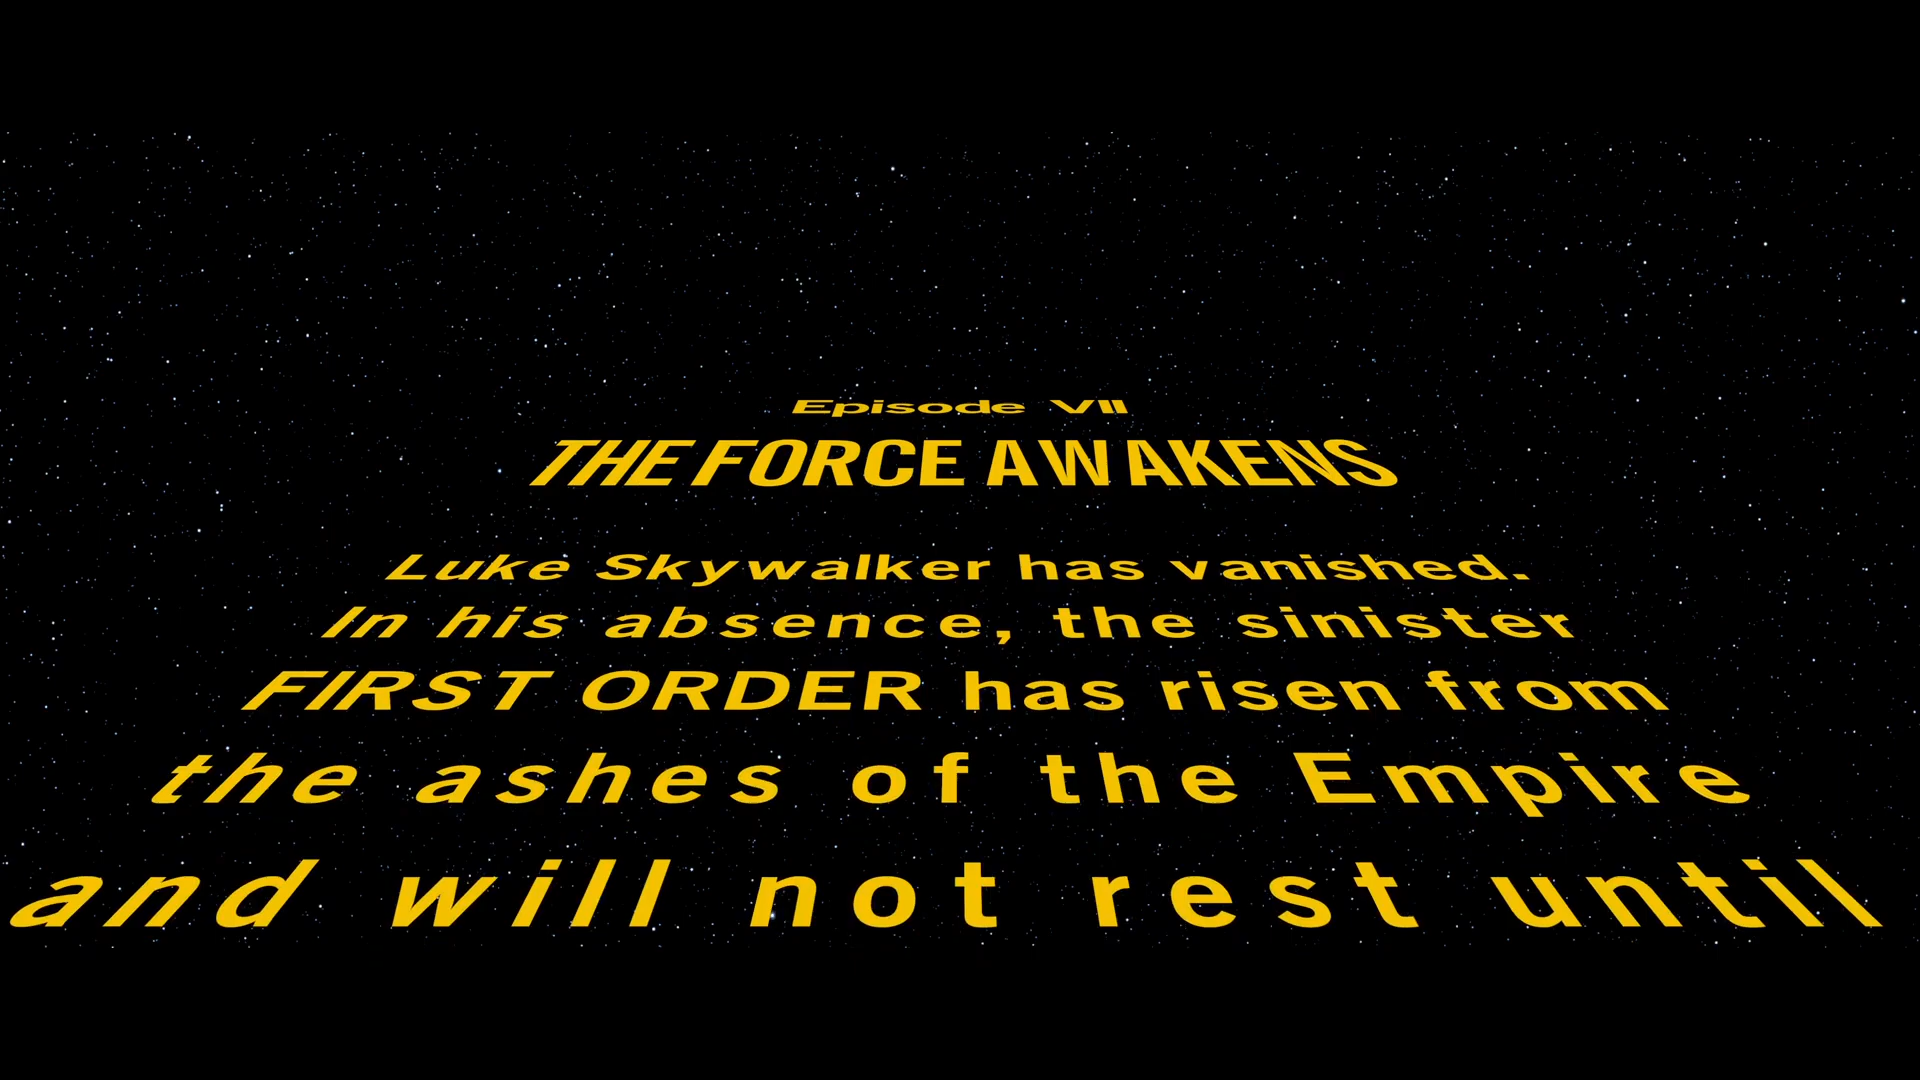 Episode VII
THE FORCE AWAKENS
Luke Skywalker has vanished.
In his absence, the sinister
FIRST ORDER has risen from
the ashes of the Empire
and will not rest until